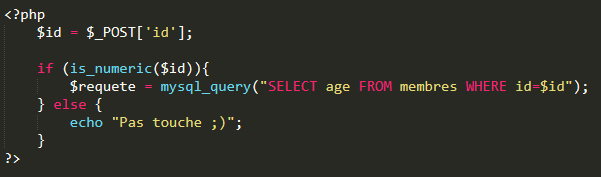 <?php
    $id = $_POST['id'];

    if (is_numeric($id)){
        $requete = mysql_query("SELECT age FROM membres WHERE id=$id");
    } else {
        echo "Pas touche ;)";
    }
?>